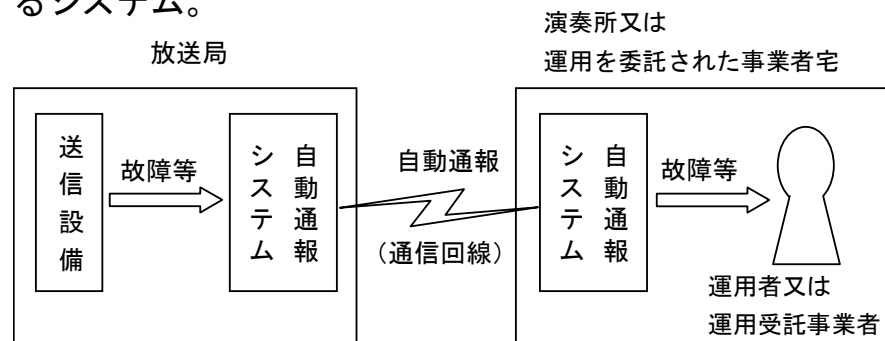 るシステム。
放送局
演奏所又は
運用を委託された事業者宅
送信設備
故障等
自動通報
システム
自動通報
(通信回線)
自動通報
システム
故障等
運用者又は
運用受託事業者